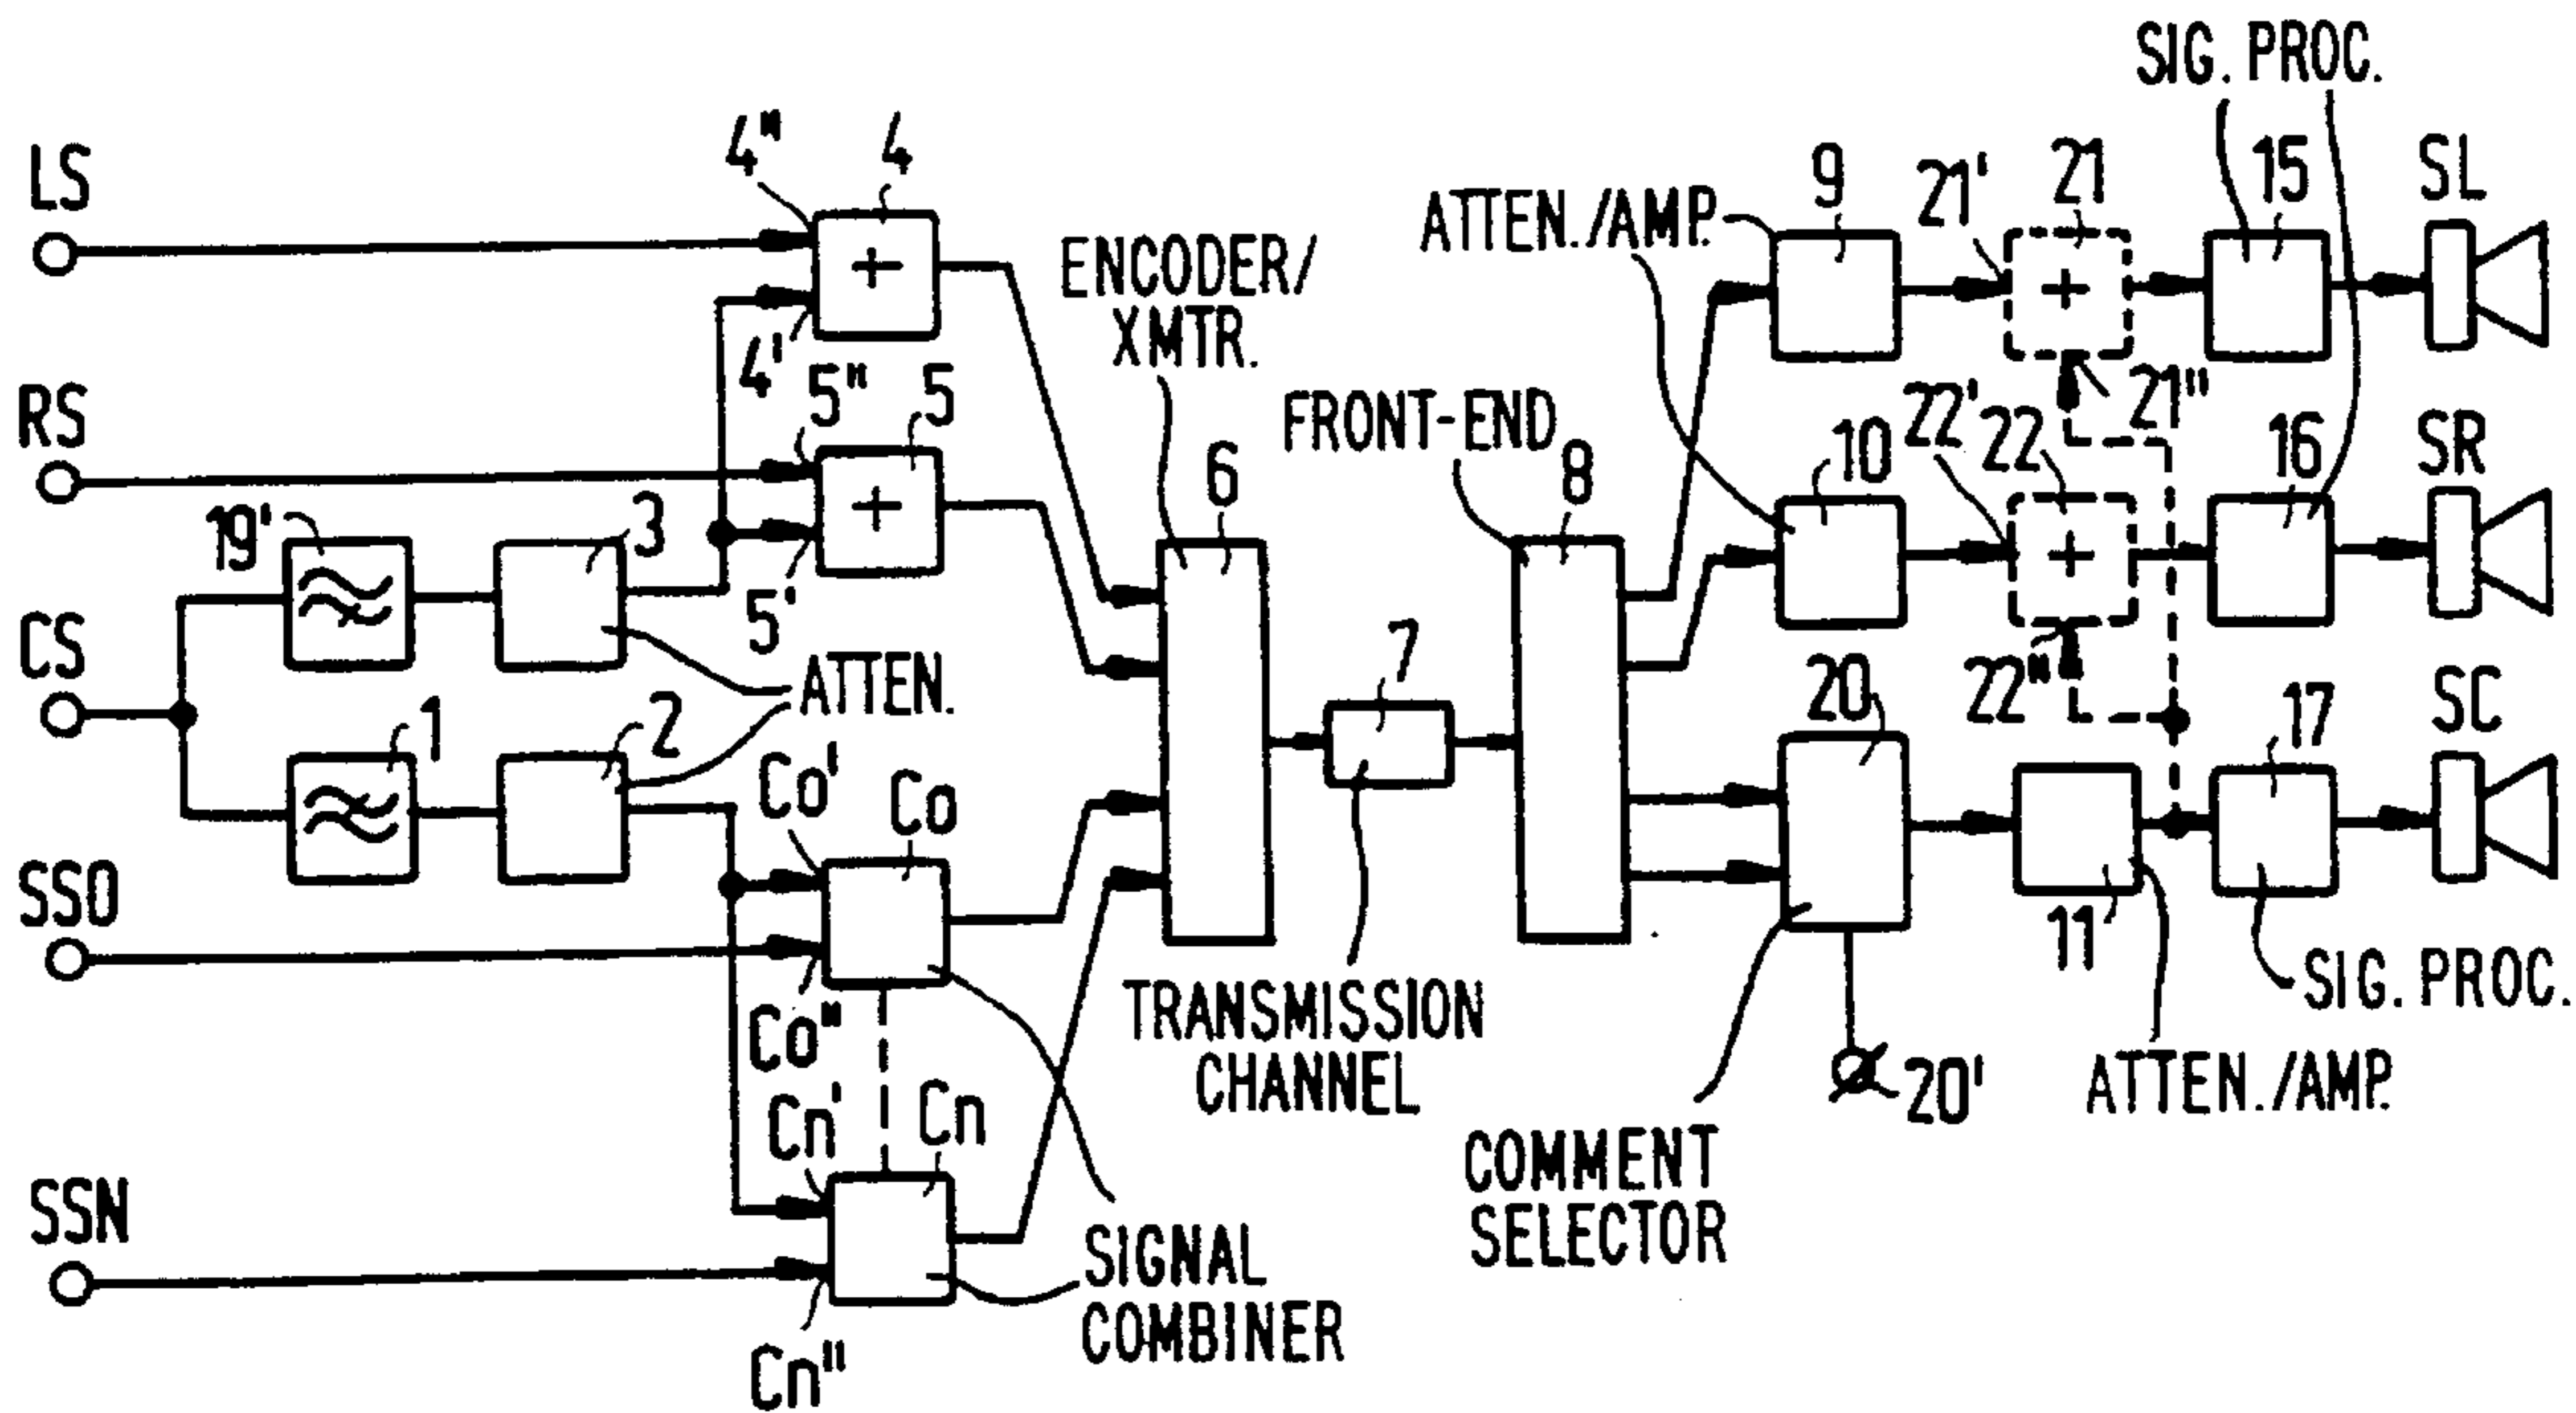 SIG. PROC.
4" 4
LS
9 21' 21 15 SL
ATTEN./AMP.
ENCODER/
XMTR.
4'
5" 5
RS
FRONT-END
21"
10 22' 22 16 SR
6 8
19' 3
5'
CS
ATTEN.
7
22"
20
1 2
17 SC
Co' Co
SSO
11
Co"
TRANSMISSION
CHANNEL
SIG. PROC.
20'
ATTEN./AMP.
Cn' Cn
COMMENT
SELECTOR
SSN
SIGNAL
COMBINER
Cn"
+
+
+
+